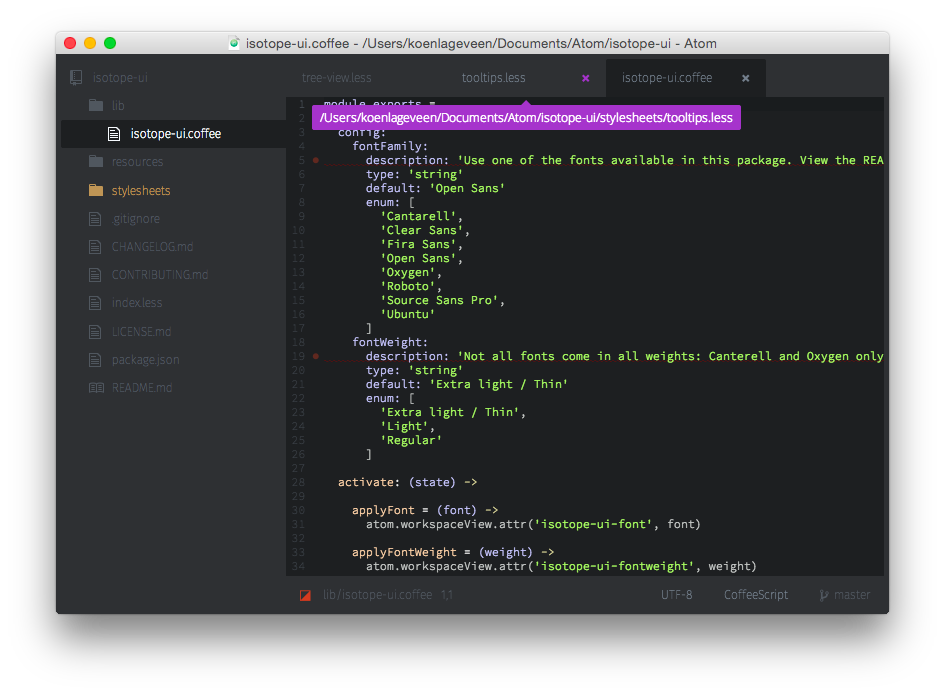 isotope-ui.coffee - /Users/koenlageveen/Documents/Atom/isotope-ui - Atom
isotope-ui
lib
isotope-ui.coffee
resources
stylesheets
.gitignore
CHANGELOG.md
CONTRIBUTING.md
index.less
LICENSE.md
package.json
README.md
tree-view.less
tooltips.less ×
isotope-ui.coffee ×
/Users/koenlageveen/Documents/Atom/isotope-ui/stylesheets/tooltips.less
1 module.exports =
2
3 config:
4 fontFamily:
5 description: 'Use one of the fonts available in this package. View the REA
6 type: 'string'
7 default: 'Open Sans'
8 enum: [
9 'Cantarell',
10 'Clear Sans',
11 'Fira Sans',
12 'Open Sans',
13 'Oxygen',
14 'Roboto',
15 'Source Sans Pro',
16 'Ubuntu'
17 ]
18 fontWeight:
19 description: 'Not all fonts come in all weights: Canterell and Oxygen only
20 type: 'string'
21 default: 'Extra light / Thin'
22 enum: [
23 'Extra light / Thin',
24 'Light',
25 'Regular'
26 ]
27
28 activate: (state) ->
29
30 applyFont = (font) ->
31 atom.workspaceView.attr('isotope-ui-font', font)
32
33 applyFontWeight = (weight) ->
34 atom.workspaceView.attr('isotope-ui-fontweight', weight)
lib/isotope-ui.coffee 1,1
UTF-8 CoffeeScript master